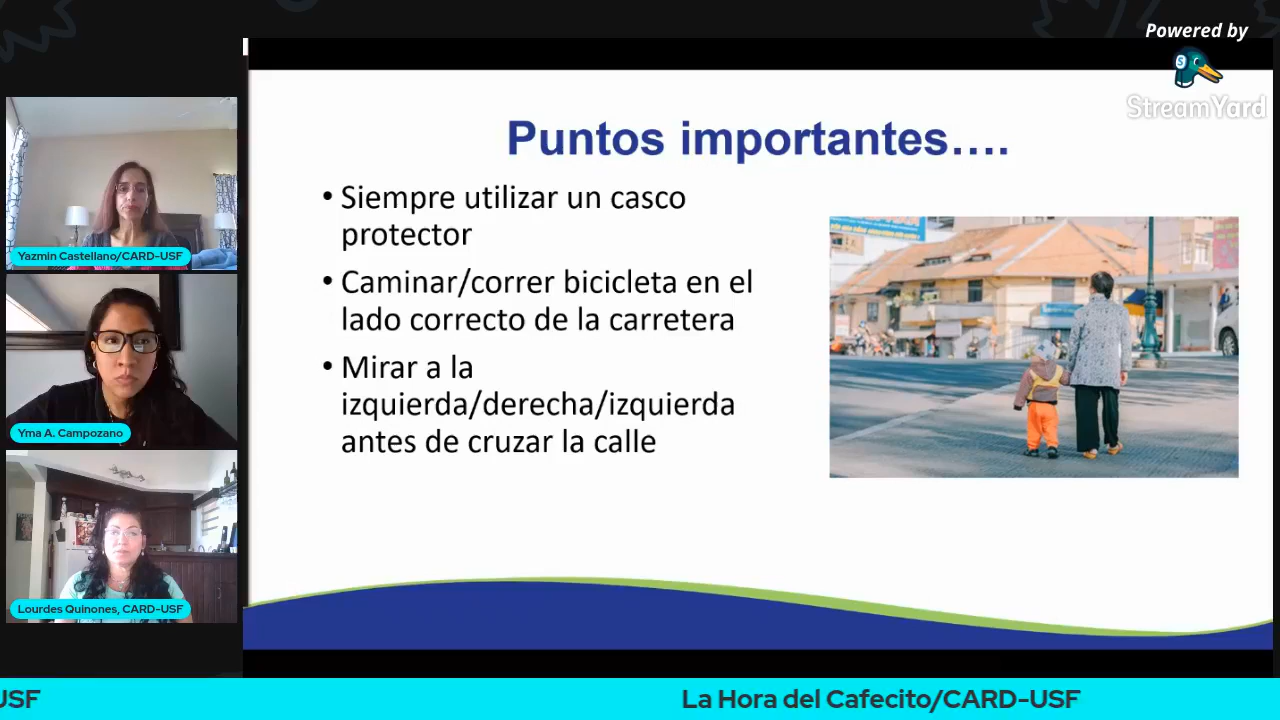 Powered by
StreamYard
Puntos importantes....
• Siempre utilizar un casco
protector
• Caminar/correr bicicleta en el
lado correcto de la carretera
• Mirar a la
izquierda/derecha/izquierda
antes de cruzar la calle
Yazmin Castellano/CARD-USF
Yma A. Campozano
Lourdes Quinones, CARD-USF
USF
La Hora del Cafecito/CARD-USF